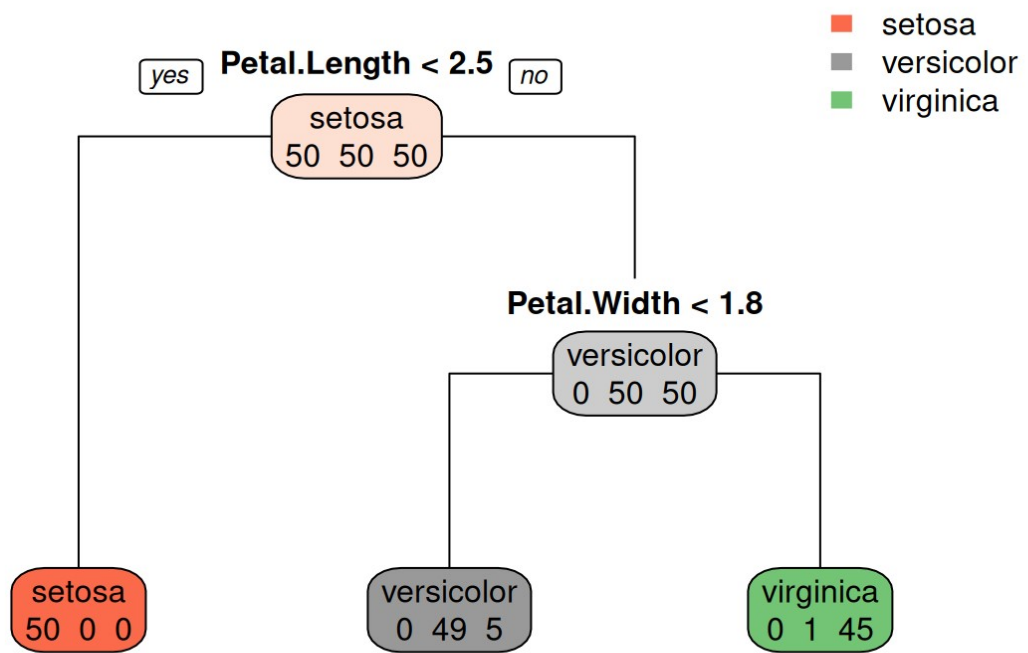 setosa
versicolor
virginica
yes
Petal.Length < 2.5
no
setosa
50 50 50
Petal.Width < 1.8
versicolor
0 50 50
setosa
50 0 0
versicolor
0 49 5
virginica
0 1 45